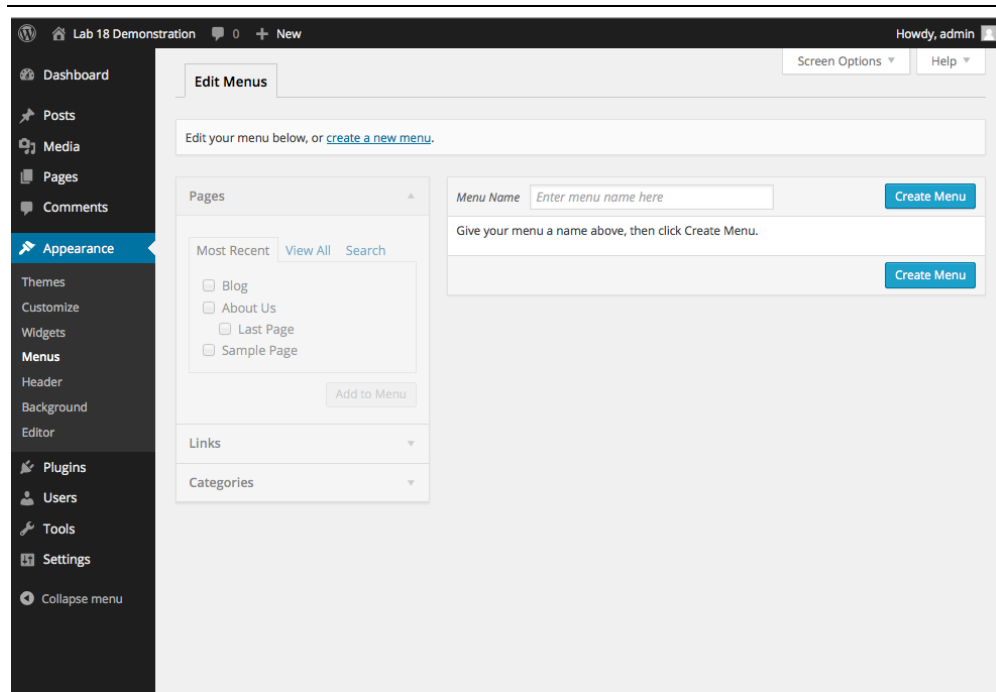 Lab 18 Demonstration 0 + New Howdy, admin
Dashboard
Posts
Media
Pages
Comments
Appearance
Themes
Customize
Widgets
Menus
Header
Background
Editor
Plugins
Users
Tools
Settings
Collapse menu
Screen Options Help
Edit Menus
Edit your menu below, or create a new menu.
Pages
Most Recent View All Search
Blog
About Us
Last Page
Sample Page
Add to Menu
Links
Categories
Menu Name Enter menu name here Create Menu
Give your menu a name above, then click Create Menu.
Create Menu